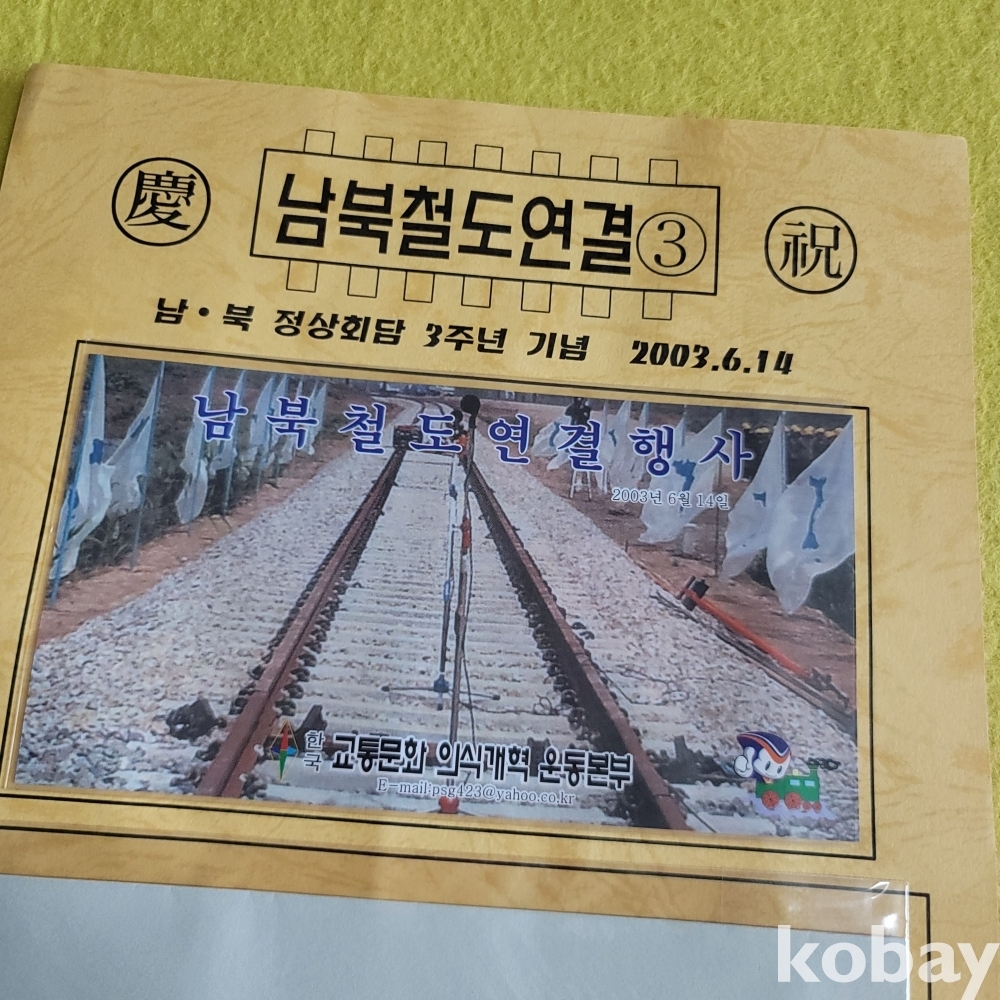 慶 남북철도연결③ 祝
남·북 정상회담 3주년 기념 2003.6.14
남북철도연결행사
2003년 6월 14일
한국 교통문화 의식개혁 운동본부
E-mail:psg423@yahoo.co.kr
kobay